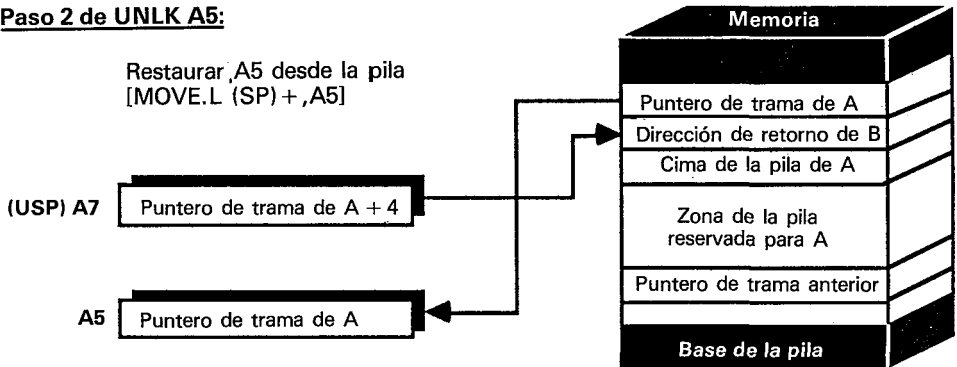 Paso 2 de UNLK A5:
Restaurar A5 desde la pila
[MOVE.L (SP)+,A5]
(USP) A7
Puntero de trama de A + 4
A5
Puntero de trama de A
Memoria
Puntero de trama de A
Dirección de retorno de B
Cima de la pila de A
Zona de la pila
reservada para A
Puntero de trama anterior
Base de la pila